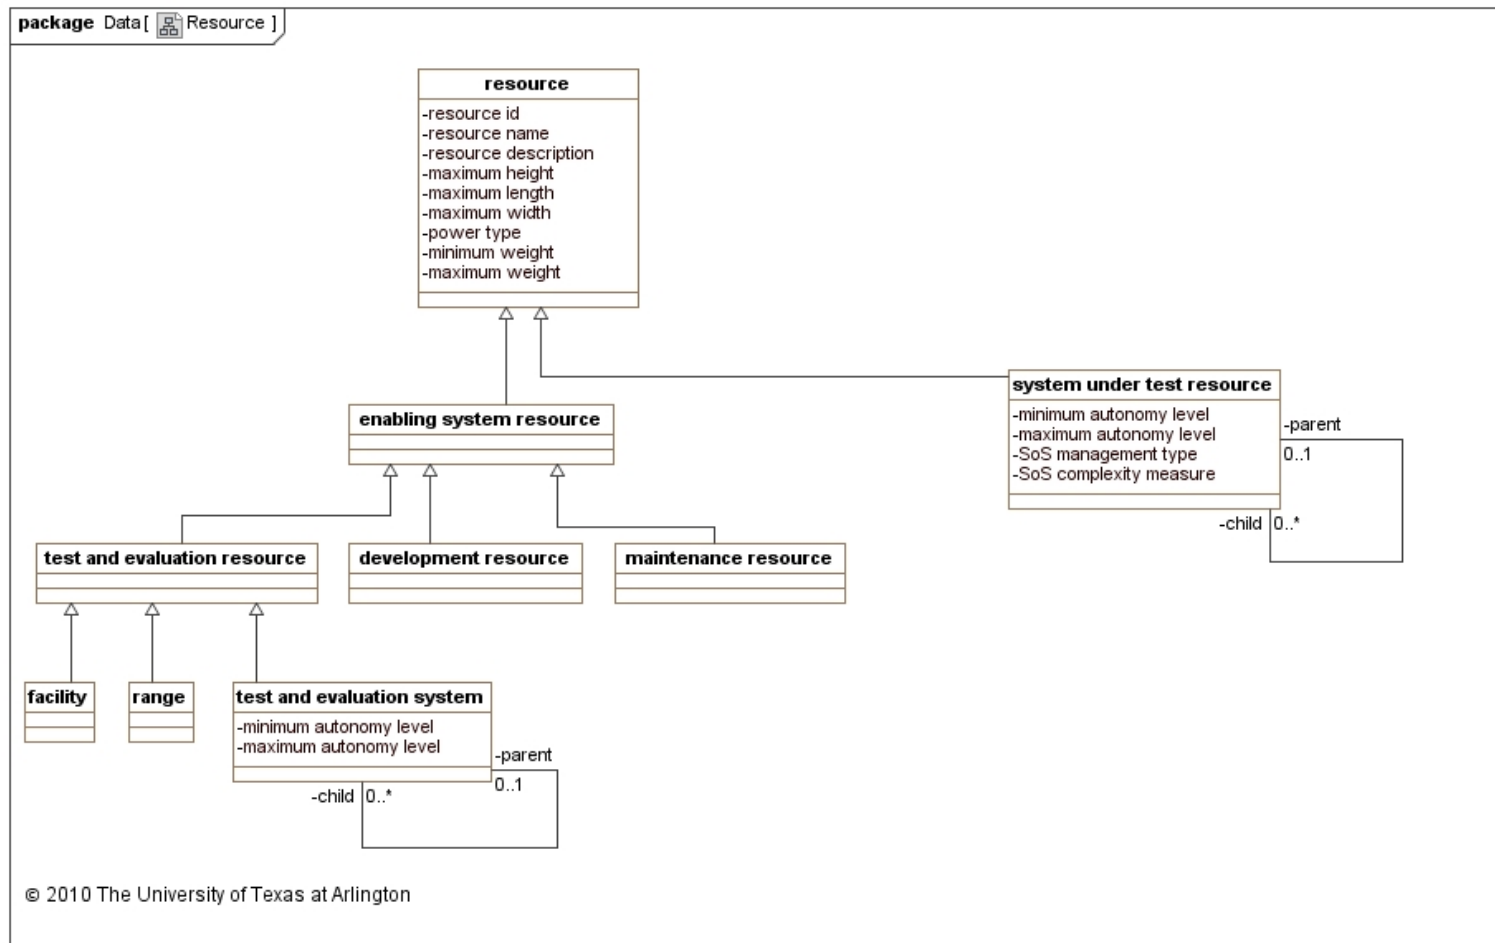 package Data [ Resource ]
resource
-resource id
-resource name
-resource description
-maximum height
-maximum length
-maximum width
-power type
-minimum weight
-maximum weight
system under test resource
-minimum autonomy level
-maximum autonomy level
-SoS management type
-SoS complexity measure
-parent
0..1
-child 0..*
enabling system resource
test and evaluation resource
development resource
maintenance resource
facility
range
test and evaluation system
-minimum autonomy level
-maximum autonomy level
-parent
0..1
-child 0..*
© 2010 The University of Texas at Arlington